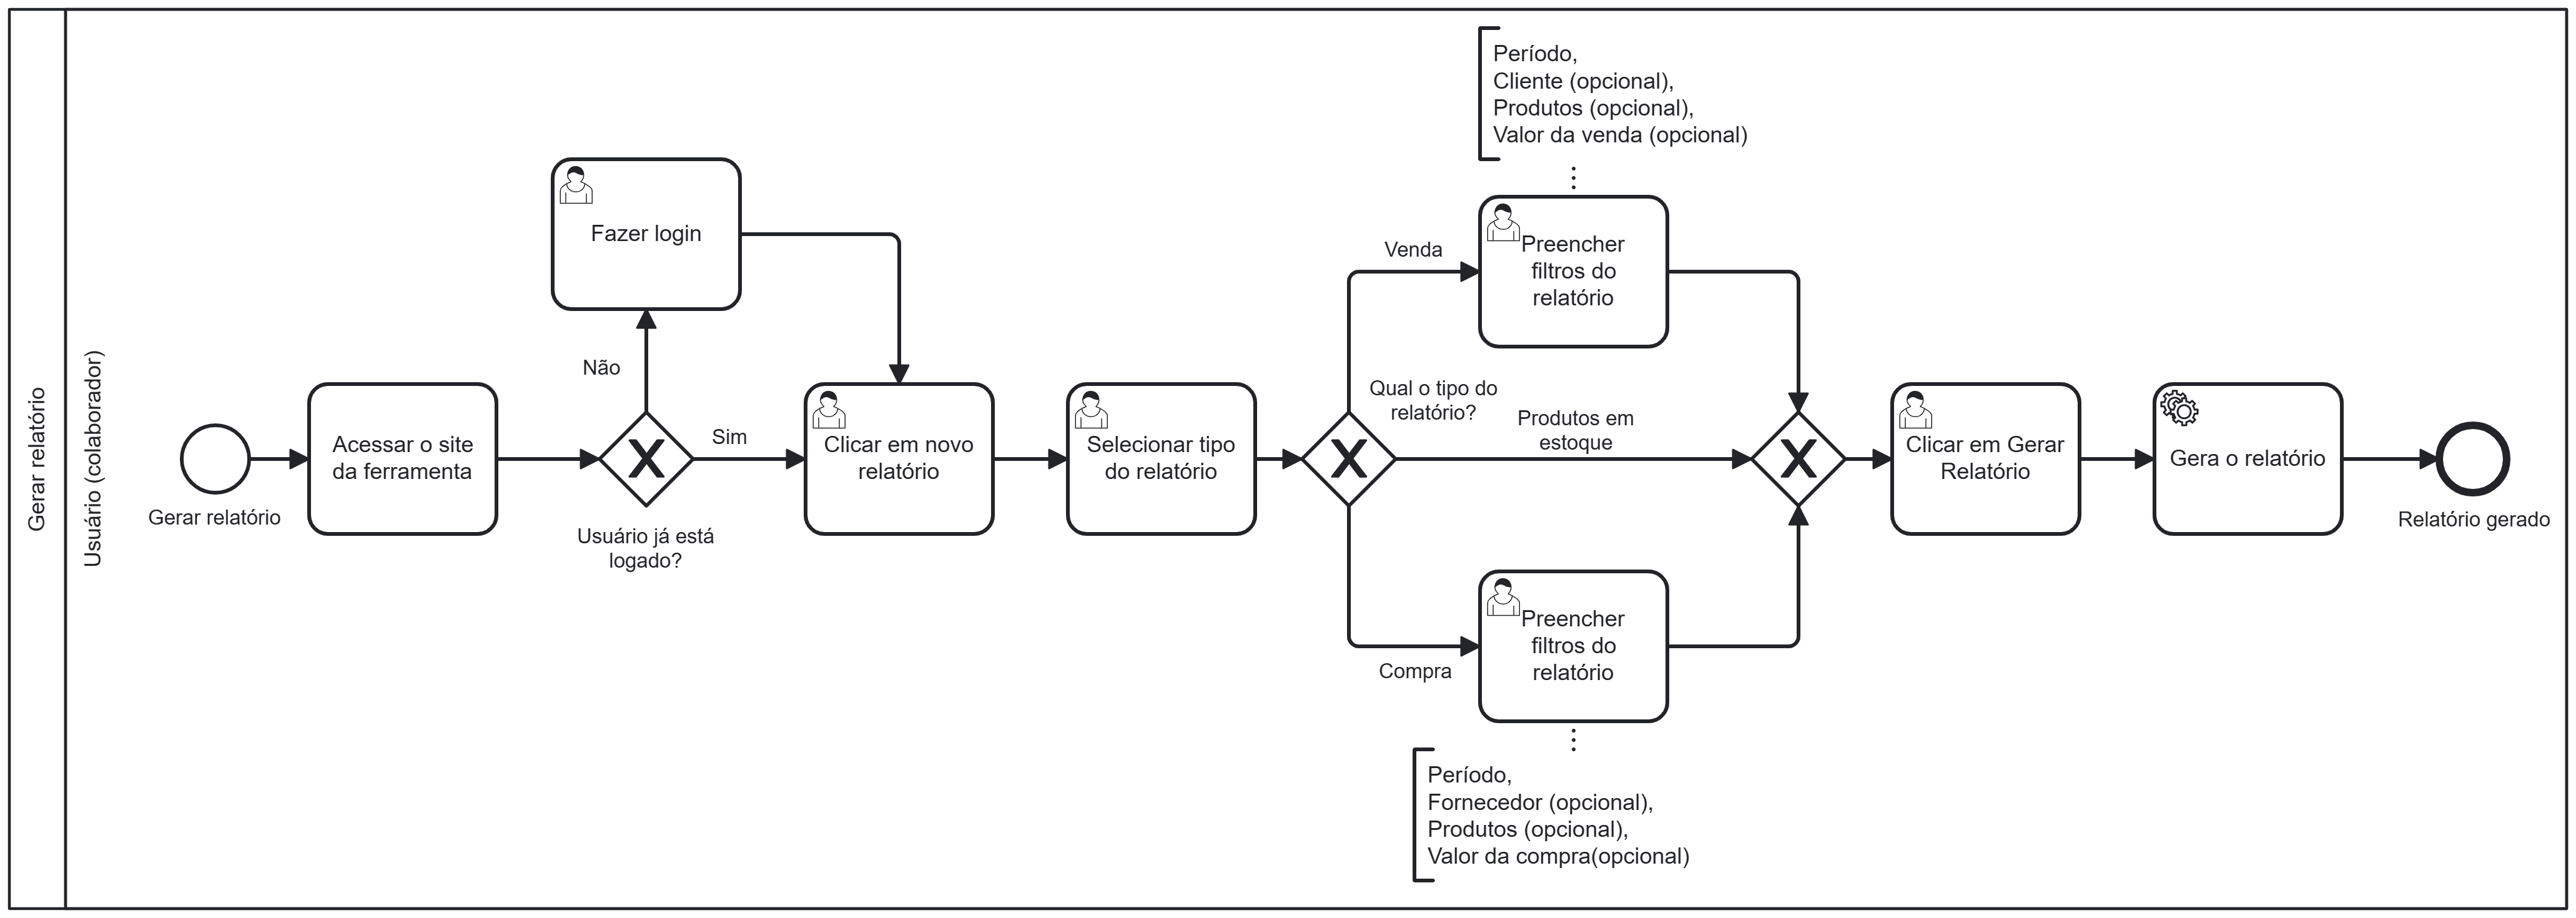 Gerar relatório
Usuário (colaborador)
Gerar relatório
Acessar o site
da ferramenta
Usuário já está
logado?
Não
Fazer login
Sim
Clicar em novo
relatório
Selecionar tipo
do relatório
Qual o tipo do
relatório?
Venda
Preencher
filtros do
relatório
Período,
Cliente (opcional),
Produtos (opcional),
Valor da venda (opcional)
Produtos em
estoque
Compra
Preencher
filtros do
relatório
Período,
Fornecedor (opcional),
Produtos (opcional),
Valor da compra(opcional)
Clicar em Gerar
Relatório
Gera o relatório
Relatório gerado